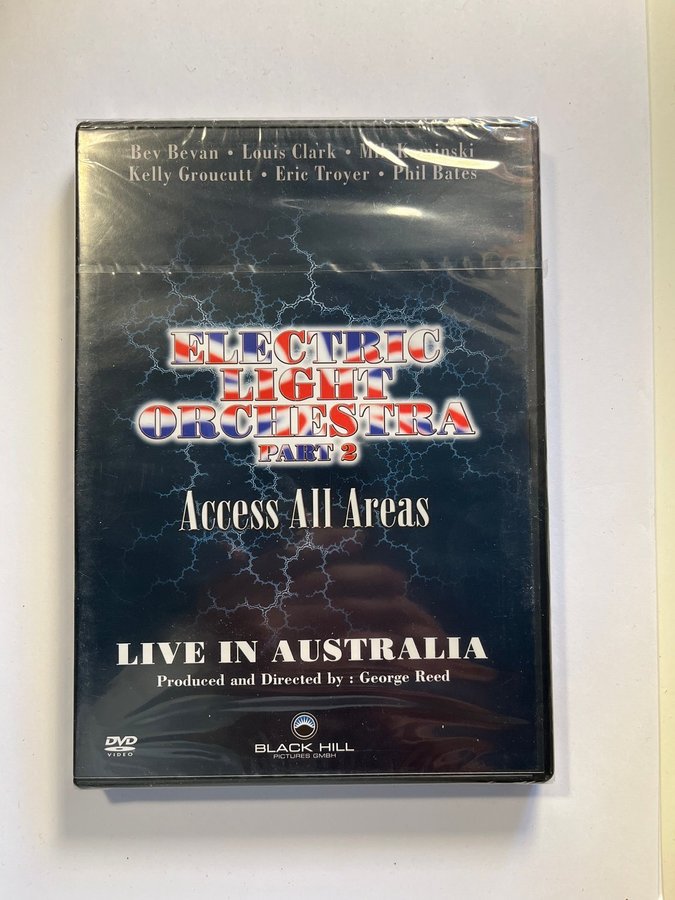 Bev Bevan • Louis Clark • Mik Kaminski
Kelly Groucutt • Eric Troyer • Phil Bates
ELECTRIC
LIGHT
ORCHESTRA
PART 2
Access All Areas
LIVE IN AUSTRALIA
Produced and Directed by : George Reed
DVD
VIDEO
BLACK HILL
PICTURES GMBH